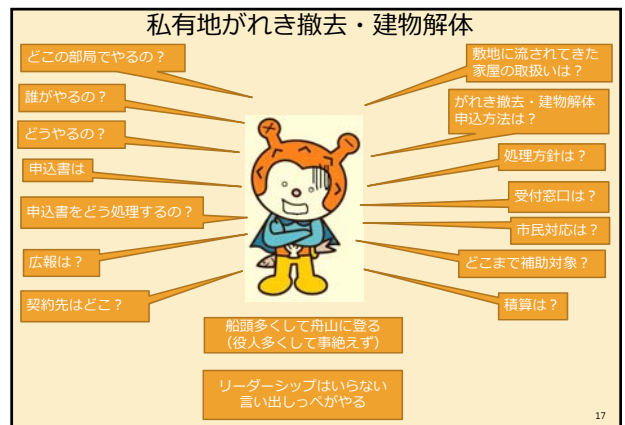 私有地がれき撤去・建物解体
どこの部局でやるの？
誰がやるの？
どうやるの？
申込書は
申込書をどう処理するの？
広報は？
契約先はどこ？
敷地に流されてきた
家屋の取扱いは？
がれき撤去・建物解体
申込方法は？
処理方針は？
受付窓口は？
市民対応は？
どこまで補助対象？
積算は？
船頭多くして舟山に登る
（役人多くして事絶えず）
リーダーシップはいらない
言い出しっぺがやる
17